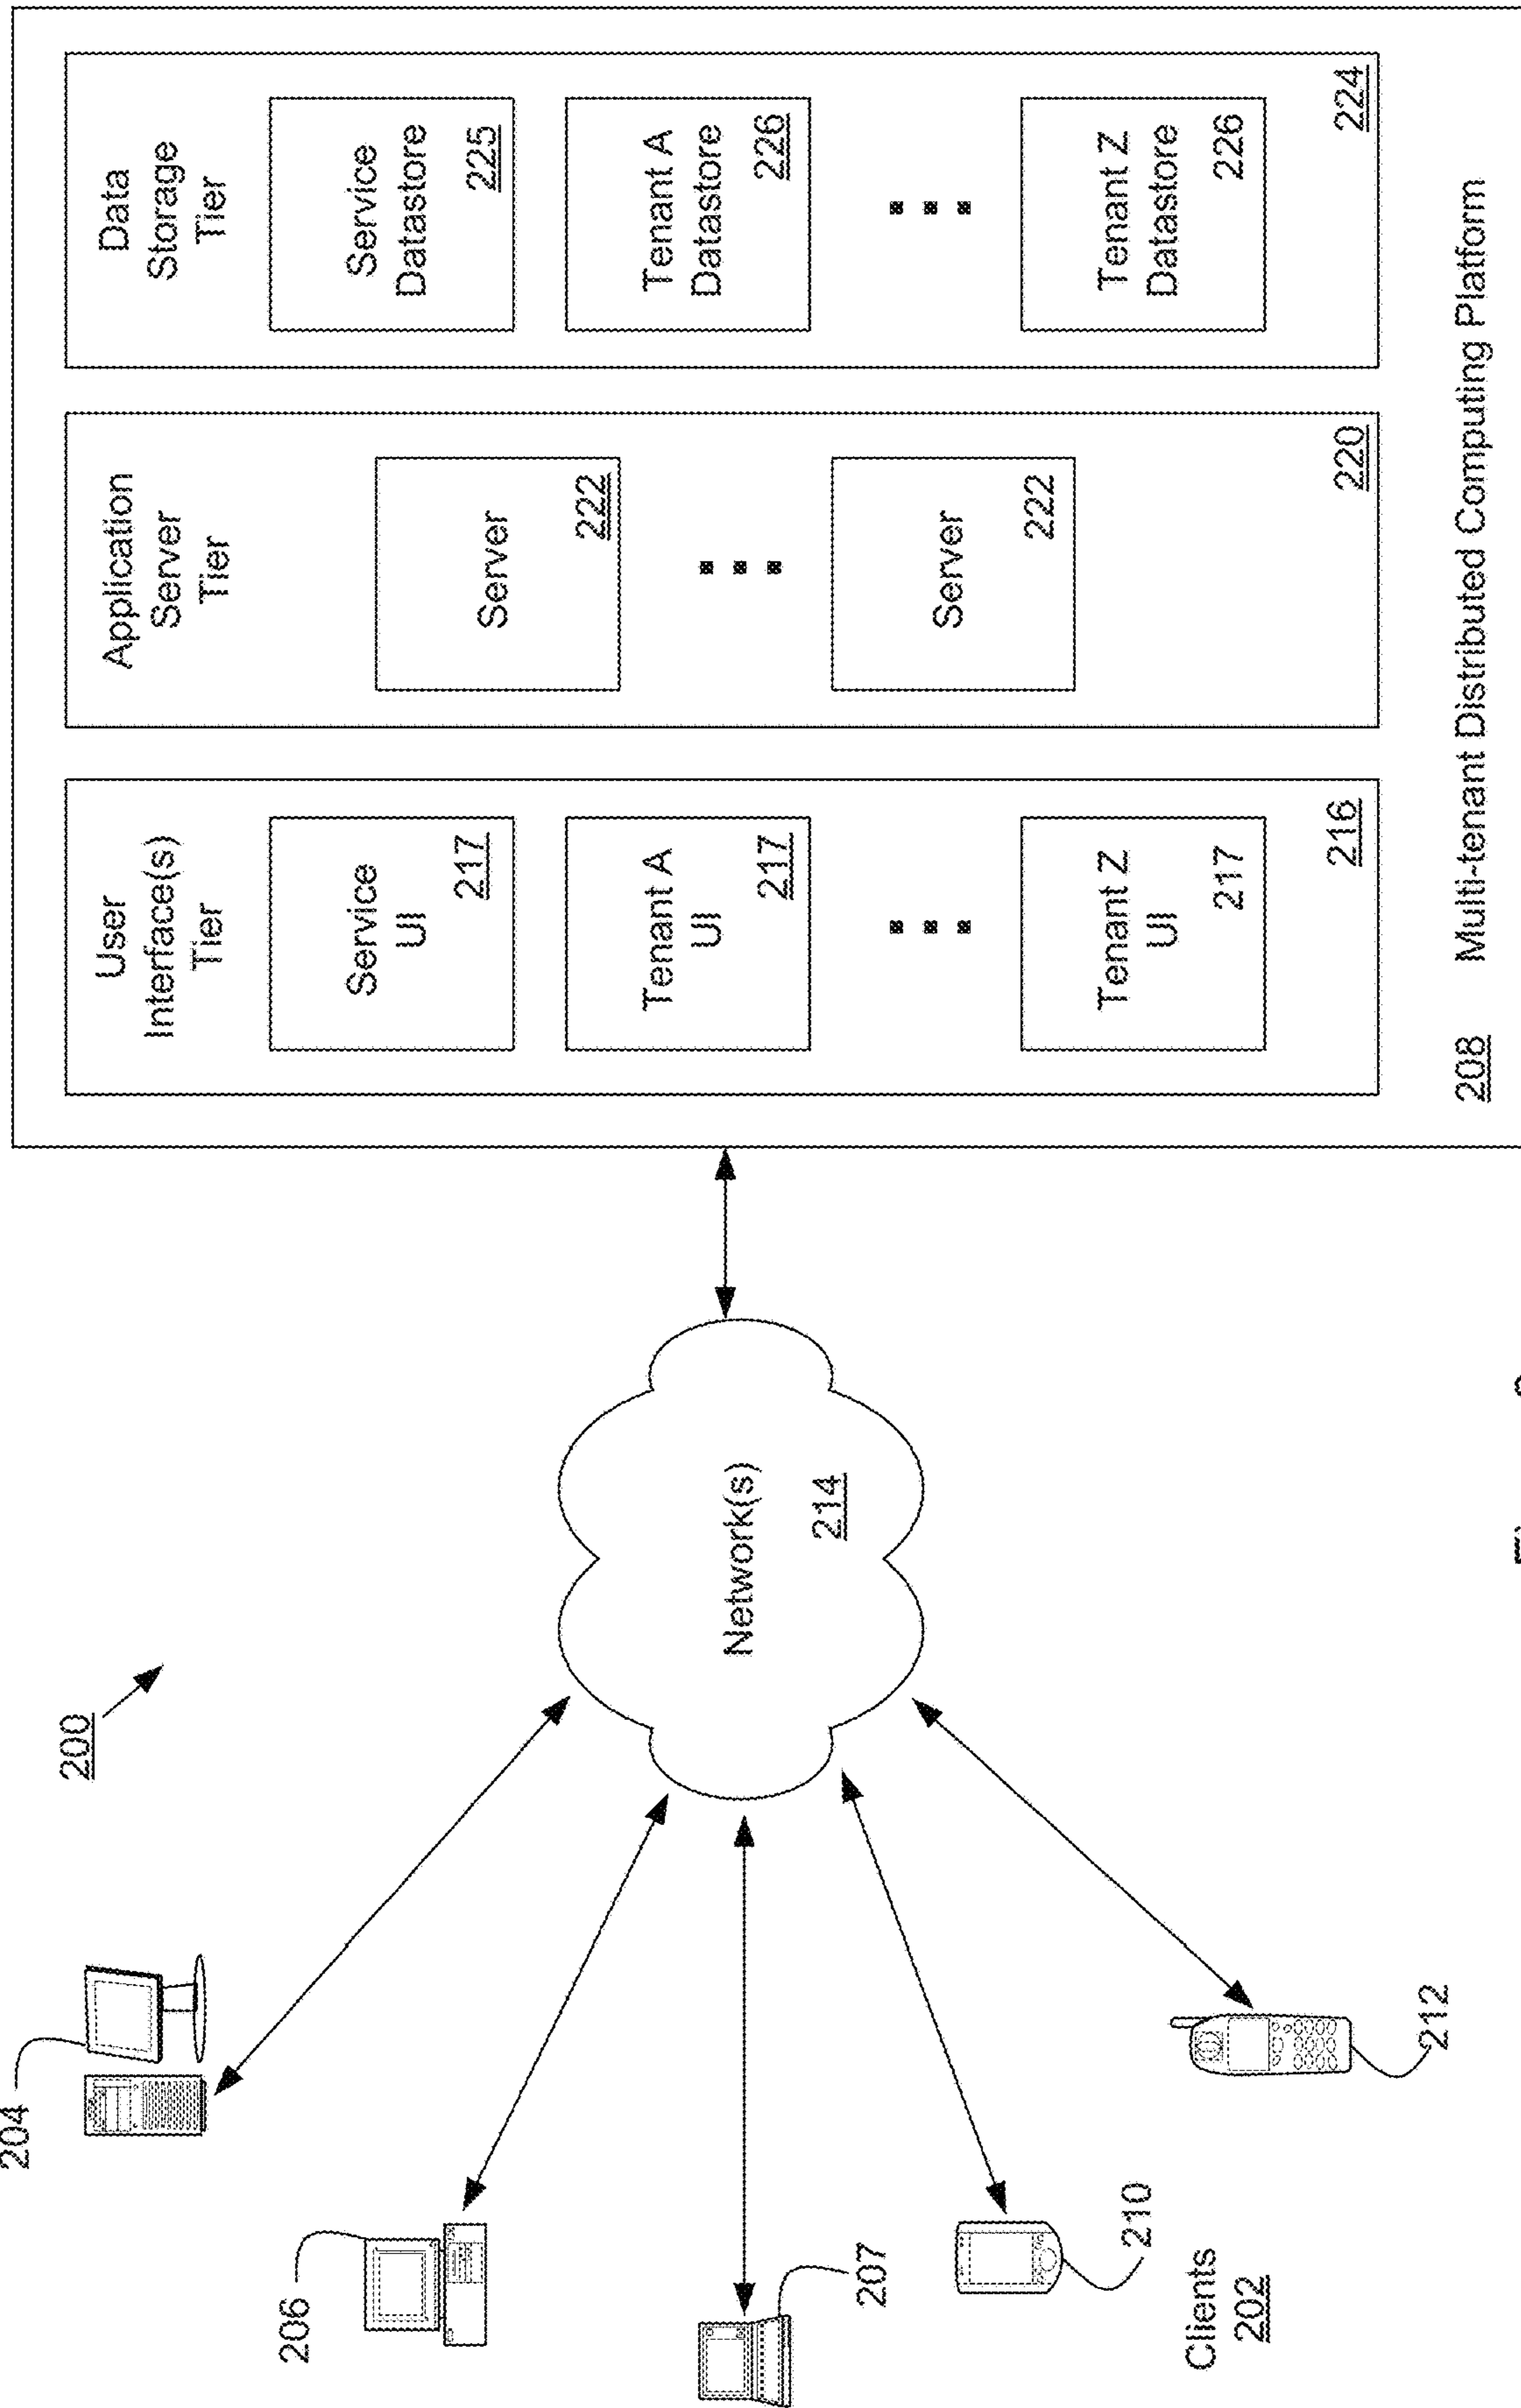 200
204
206
207
210
212
Clients
202
Network(s)
214
User
Interface(s)
Tier
Service
UI
217
Tenant A
UI
217
Tenant Z
UI
217
216
Application
Server
Tier
Server
222
Server
222
220
Data
Storage
Tier
Service
Datastore
225
Tenant A
Datastore
226
Tenant Z
Datastore
226
224
208 Multi-tenant Distributed Computing Platform